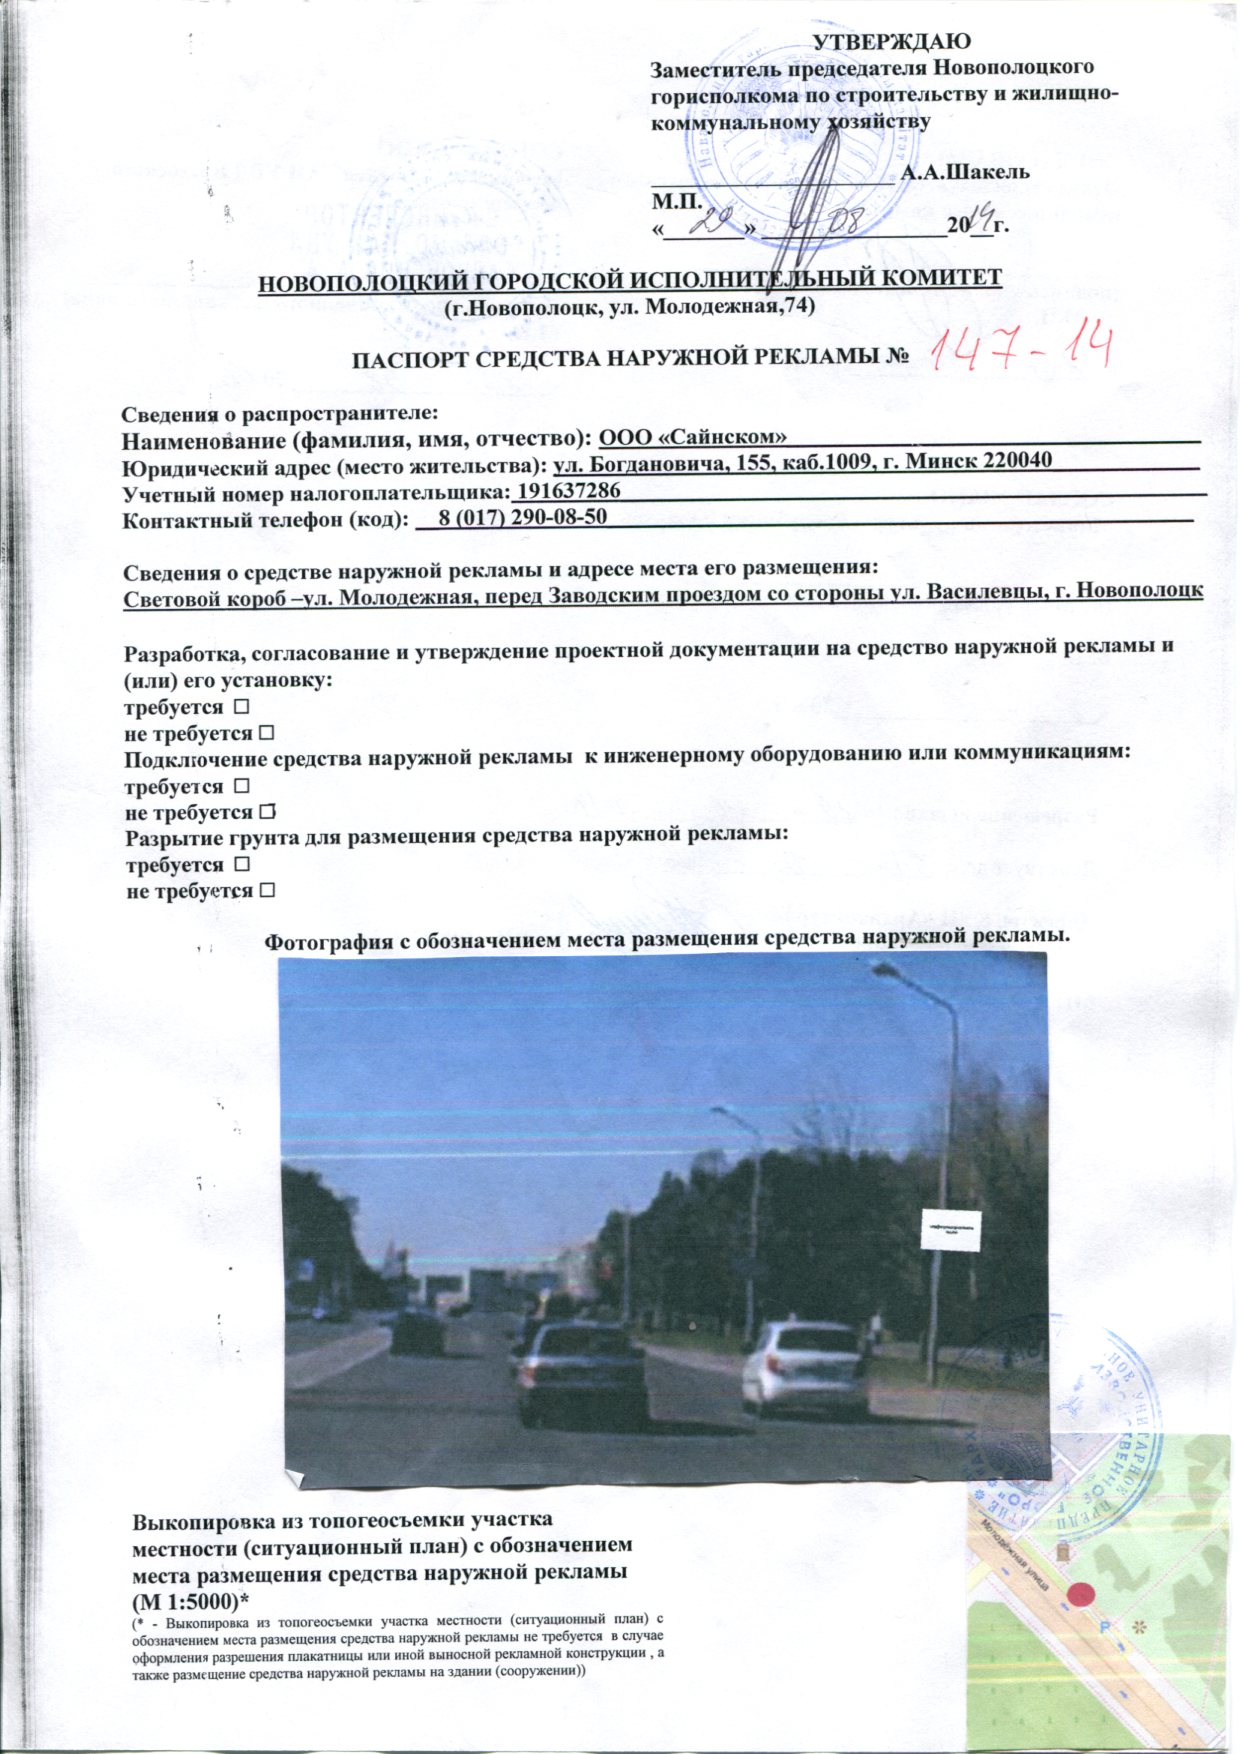 УТВЕРЖДАЮ
Заместитель председателя Новополоцкого
горисполкома по строительству и жилищно-
коммунальному хозяйству
А.А.Шакель
М.П.
«29» 08 2014г.
НОВОПОЛОЦКИЙ ГОРОДСКОЙ ИСПОЛНИТЕЛЬНЫЙ КОМИТЕТ
(г.Новополоцк, ул. Молодежная,74)
ПАСПОРТ СРЕДСТВА НАРУЖНОЙ РЕКЛАМЫ № 147-14
Сведения о распространителе:
Наименование (фамилия, имя, отчество): ООО «Сайнском»
Юридический адрес (место жительства): ул. Богдановича, 155, каб.1009, г. Минск 220040
Учетный номер налогоплательщика: 191637286
Контактный телефон (код): 8 (017) 290-08-50
Сведения о средстве наружной рекламы и адресе места его размещения:
Световой короб –ул. Молодежная, перед Заводским проездом со стороны ул. Василевцы, г. Новополоцк
Разработка, согласование и утверждение проектной документации на средство наружной рекламы и
(или) его установку:
требуется ☐
не требуется ☐
Подключение средства наружной рекламы к инженерному оборудованию или коммуникациям:
требуется ☐
не требуется ☐
Разрытие грунта для размещения средства наружной рекламы:
требуется ☐
не требуется ☐
Фотография с обозначением места размещения средства наружной рекламы.
Выкопировка из топогеосъемки участка
местности (ситуационный план) с обозначением
места размещения средства наружной рекламы
(М 1:5000)*
(* - Выкопировка из топогеосъемки участка местности (ситуационный план) с
обозначением места размещения средства наружной рекламы не требуется в случае
оформления разрешения плакатницы или иной выносной рекламной конструкции , а
также размещение средства наружной рекламы на здании (сооружении))
Молодежная улица
P